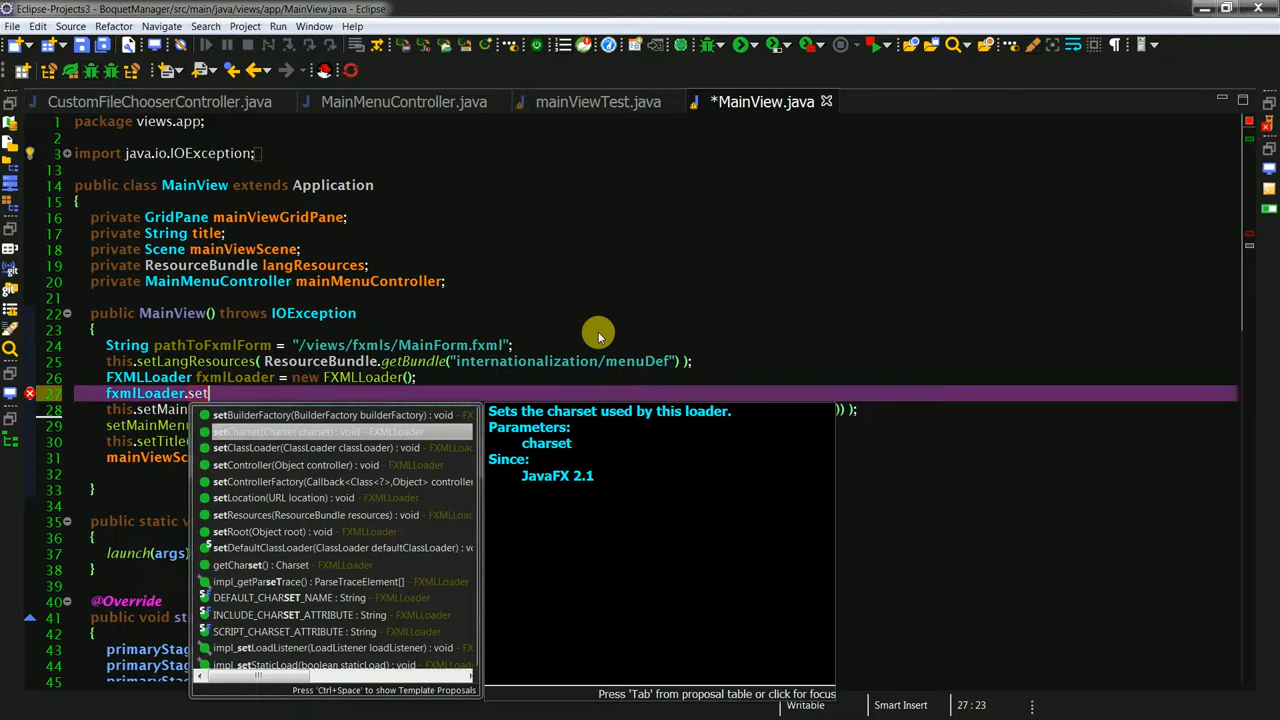 Eclipse-Projects3 - BoquetManager/src/main/java/views/app/MainView.java - Eclipse
File Edit Source Refactor Navigate Search Project Run Window Help
CustomFileChooserController.java MainMenuController.java mainViewTest.java *MainView.java
1 package views.app;
2
3 import java.io.IOException;
13
14 public class MainView extends Application
15 {
16 private GridPane mainViewGridPane;
17 private String title;
18 private Scene mainViewScene;
19 private ResourceBundle langResources;
20 private MainMenuController mainMenuController;
21
22 public MainView() throws IOException
23 {
24 String pathToFxmlForm = "/views/fxmls/MainForm.fxml";
25 this.setLangResources( ResourceBundle.getBundle("internationalization/menuDef") );
26 FXMLLoader fxmlLoader = new FXMLLoader();
27 fxmlLoader.set
28 this.setMain )) );
29 setMainMenu
30 this.setTitle
31 mainViewSc
32
33 }
35 public static v
36 {
37 launch(args)
38 }
39
40 @Override
41 public void st
42 {
43 primaryStag
44 primaryStag
45 primaryStag
setBuilderFactory(BuilderFactory builderFactory) : void - FX
setCharset(Charset charset) : void - FXMLLoader
setClassLoader(ClassLoader classLoader) : void - FXMLLoa
setController(Object controller) : void - FXMLLoader
setControllerFactory(Callback<Class<?>,Object> controlle
setLocation(URL location) : void - FXMLLoader
setResources(ResourceBundle resources) : void - FXMLLoa
setRoot(Object root) : void - FXMLLoader
setDefaultClassLoader(ClassLoader defaultClassLoader) : vo
getCharset() : Charset - FXMLLoader
impl_getParseTrace() : ParseTraceElement[] - FXMLLoader
DEFAULT_CHARSET_NAME : String - FXMLLoader
INCLUDE_CHARSET_ATTRIBUTE : String - FXMLLoader
SCRIPT_CHARSET_ATTRIBUTE : String - FXMLLoader
impl_setLoadListener(LoadListener loadListener) : void - FX
impl_setStaticLoad(boolean staticLoad) : void - FXMLLoad
Press 'Ctrl+Space' to show Template Proposals
Sets the charset used by this loader.
Parameters:
charset
Since:
JavaFX 2.1
Press 'Tab' from proposal table or click for focus
Writable Smart Insert 27 : 23